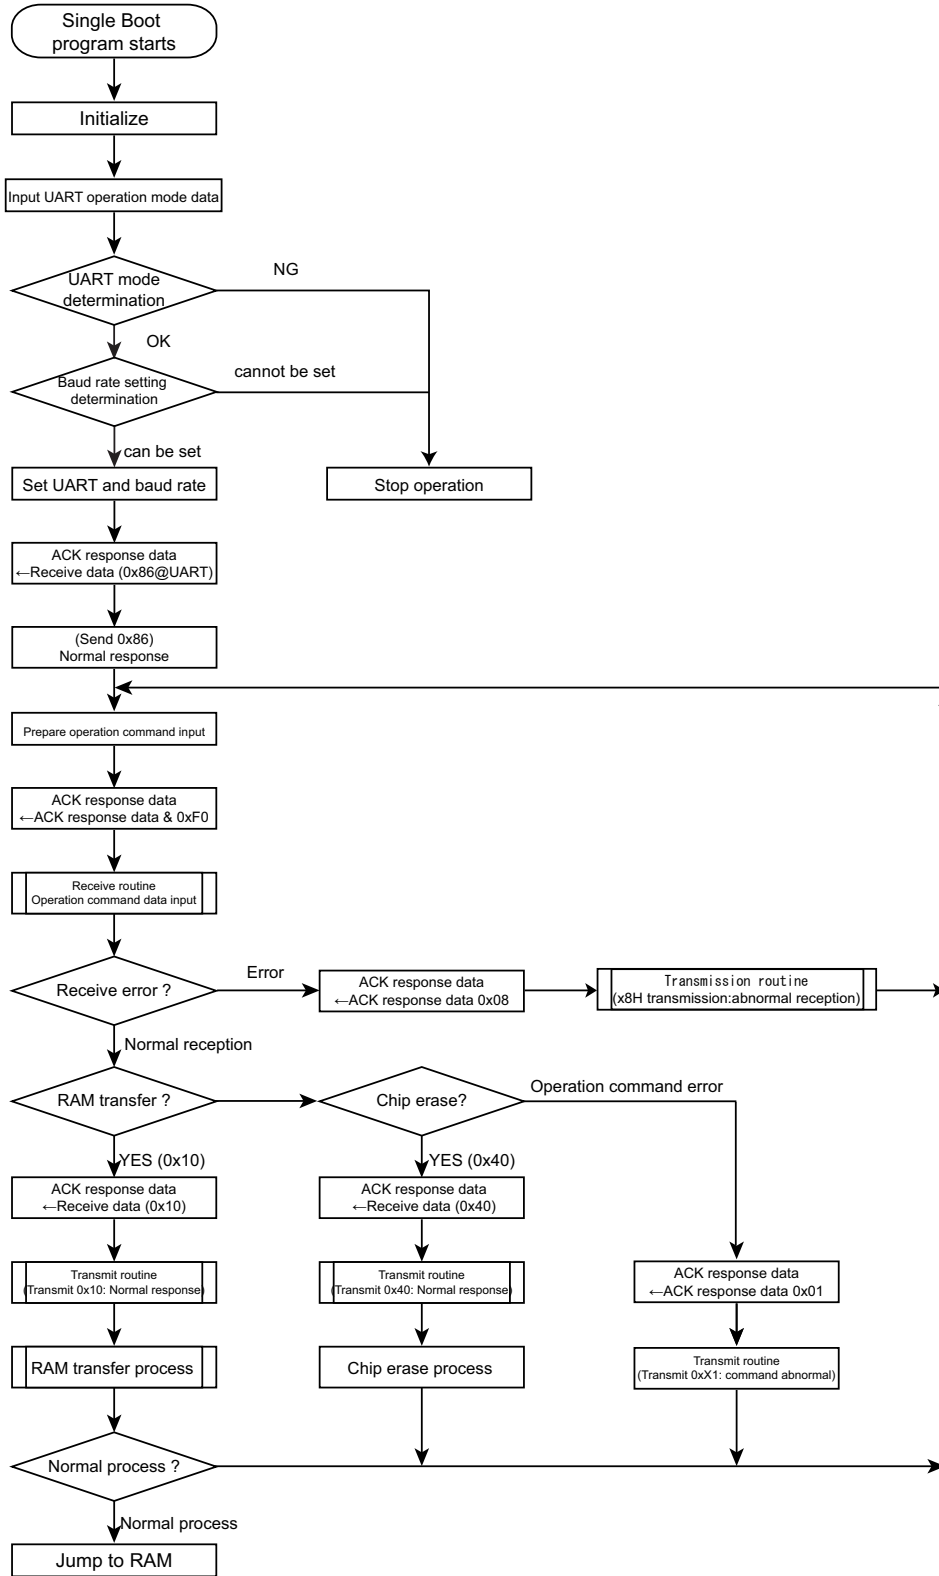 Single Boot
program starts
Initialize
Input UART operation mode data
UART mode
determination
NG
OK
Baud rate setting
determination
cannot be set
can be set
Set UART and baud rate
Stop operation
ACK response data
←Receive data (0x86@UART)
(Send 0x86)
Normal response
Prepare operation command input
ACK response data
←ACK response data & 0xF0
Receive routine
Operation command data input
Receive error ?
Error
ACK response data
←ACK response data 0x08
Transmission routine
(x8H transmission:abnormal reception)
Normal reception
RAM transfer ?
Chip erase?
Operation command error
YES (0x10)
YES (0x40)
ACK response data
←Receive data (0x10)
ACK response data
←Receive data (0x40)
Transmit routine
(Transmit 0x10: Normal response)
Transmit routine
(Transmit 0x40: Normal response)
ACK response data
←ACK response data 0x01
RAM transfer process
Chip erase process
Transmit routine
(Transmit 0xX1: command abnormal)
Normal process ?
Normal process
Jump to RAM